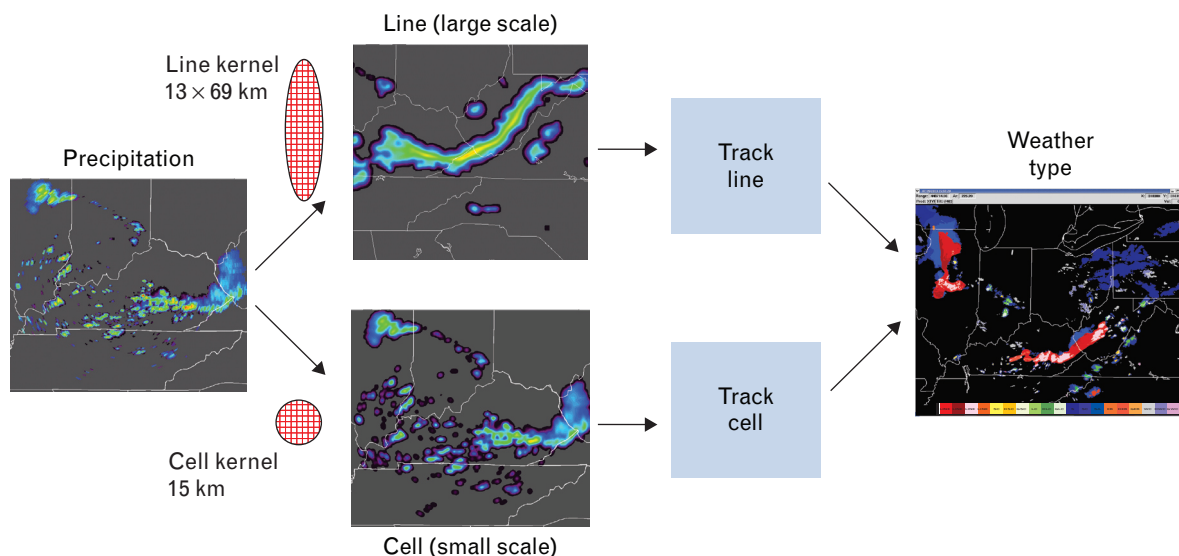 Line (large scale)
Line kernel
13 × 69 km
Precipitation
Track
line
Weather
type
Track
cell
Cell kernel
15 km
Cell (small scale)